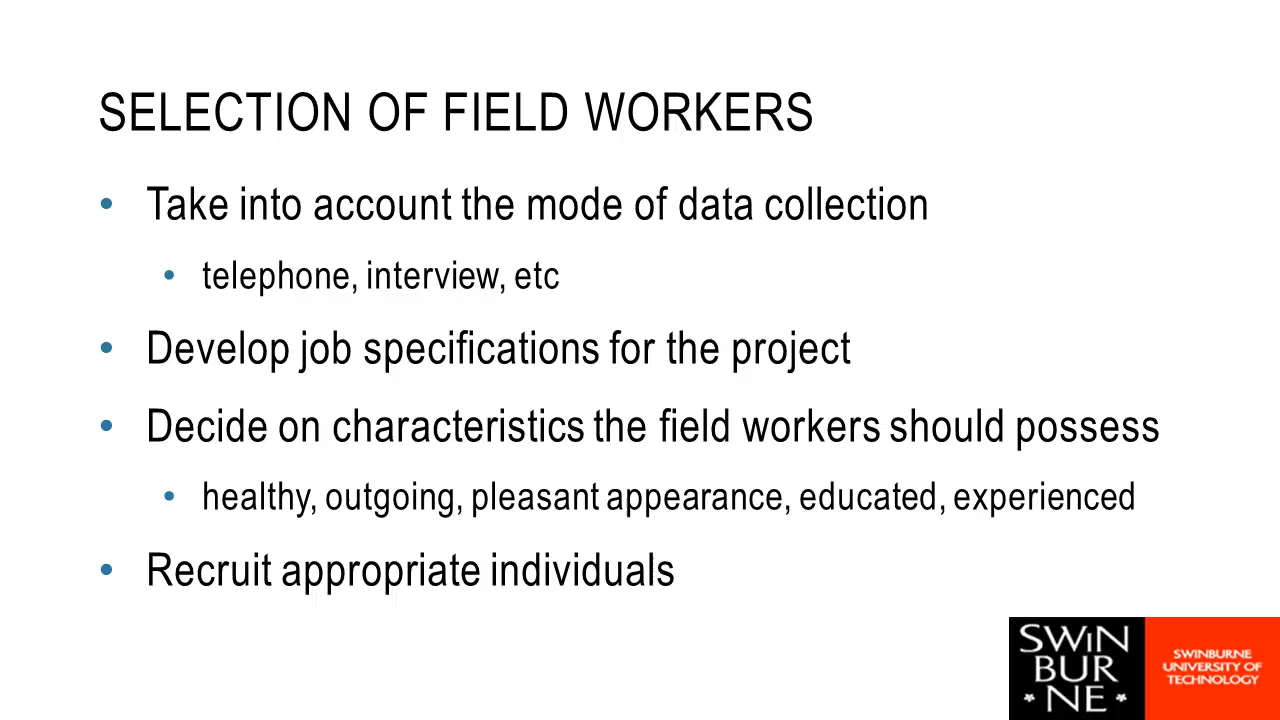 SELECTION OF FIELD WORKERS
• Take into account the mode of data collection
• telephone, interview, etc
• Develop job specifications for the project
• Decide on characteristics the field workers should possess
• healthy, outgoing, pleasant appearance, educated, experienced
• Recruit appropriate individuals
SWiN
BUR
* NE *
SWINBURNE
UNIVERSITY OF
TECHNOLOGY